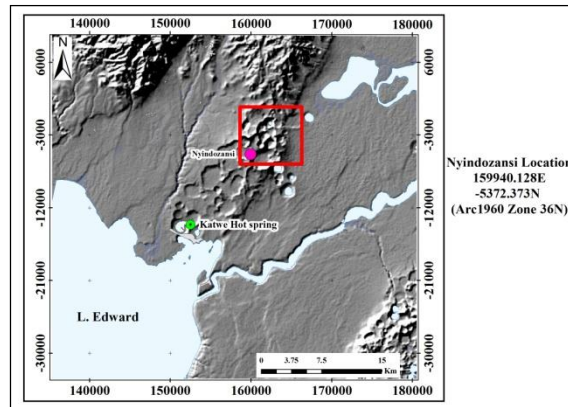 140000 150000 160000 170000 180000
N
6000 6000
-3000 -3000
-12000 -12000
-21000 -21000
-30000 -30000
Nyindozansi
Katwe Hot spring
L. Edward
0 3.75 7.5 15
Km
140000 150000 160000 170000 180000
Nyindozansi Location
159940.128E
-5372.373N
(Arc1960 Zone 36N)